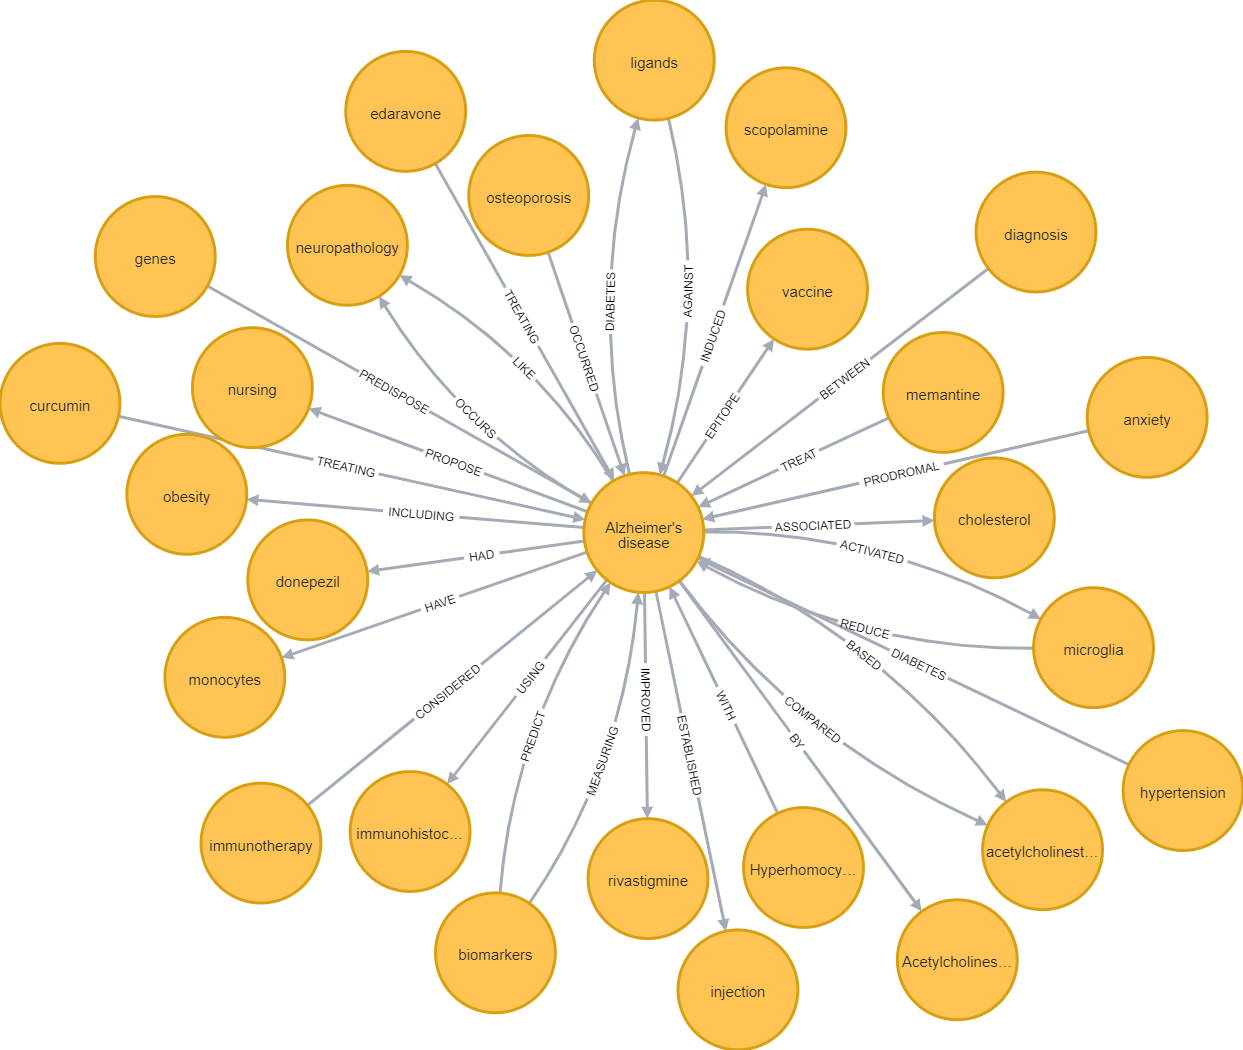 ligands
edaravone
scopolamine
osteoporosis
diagnosis
neuropathology
genes
vaccine
DIABETES
AGAINST
TREATING
INDUCED
OCCURRED
LIKE
BETWEEN
PREDISPOSE
nursing
memantine
curcumin
OCCURS
EPITOPE
anxiety
PROPOSE
TREAT
TREATING
PRODROMAL
obesity
INCLUDING
Alzheimer's
disease
ASSOCIATED
cholesterol
HAD
ACTIVATED
donepezil
HAVE
REDUCE
microglia
BASED
DIABETES
monocytes
CONSIDERED
USING
IMPROVED
WITH
COMPARED
PREDICT
MEASURING
ESTABLISHED
BY
hypertension
immunotherapy
immunohistoc...
rivastigmine
Hyperhomocy...
acetylcholinest...
biomarkers
injection
Acetylcholines...